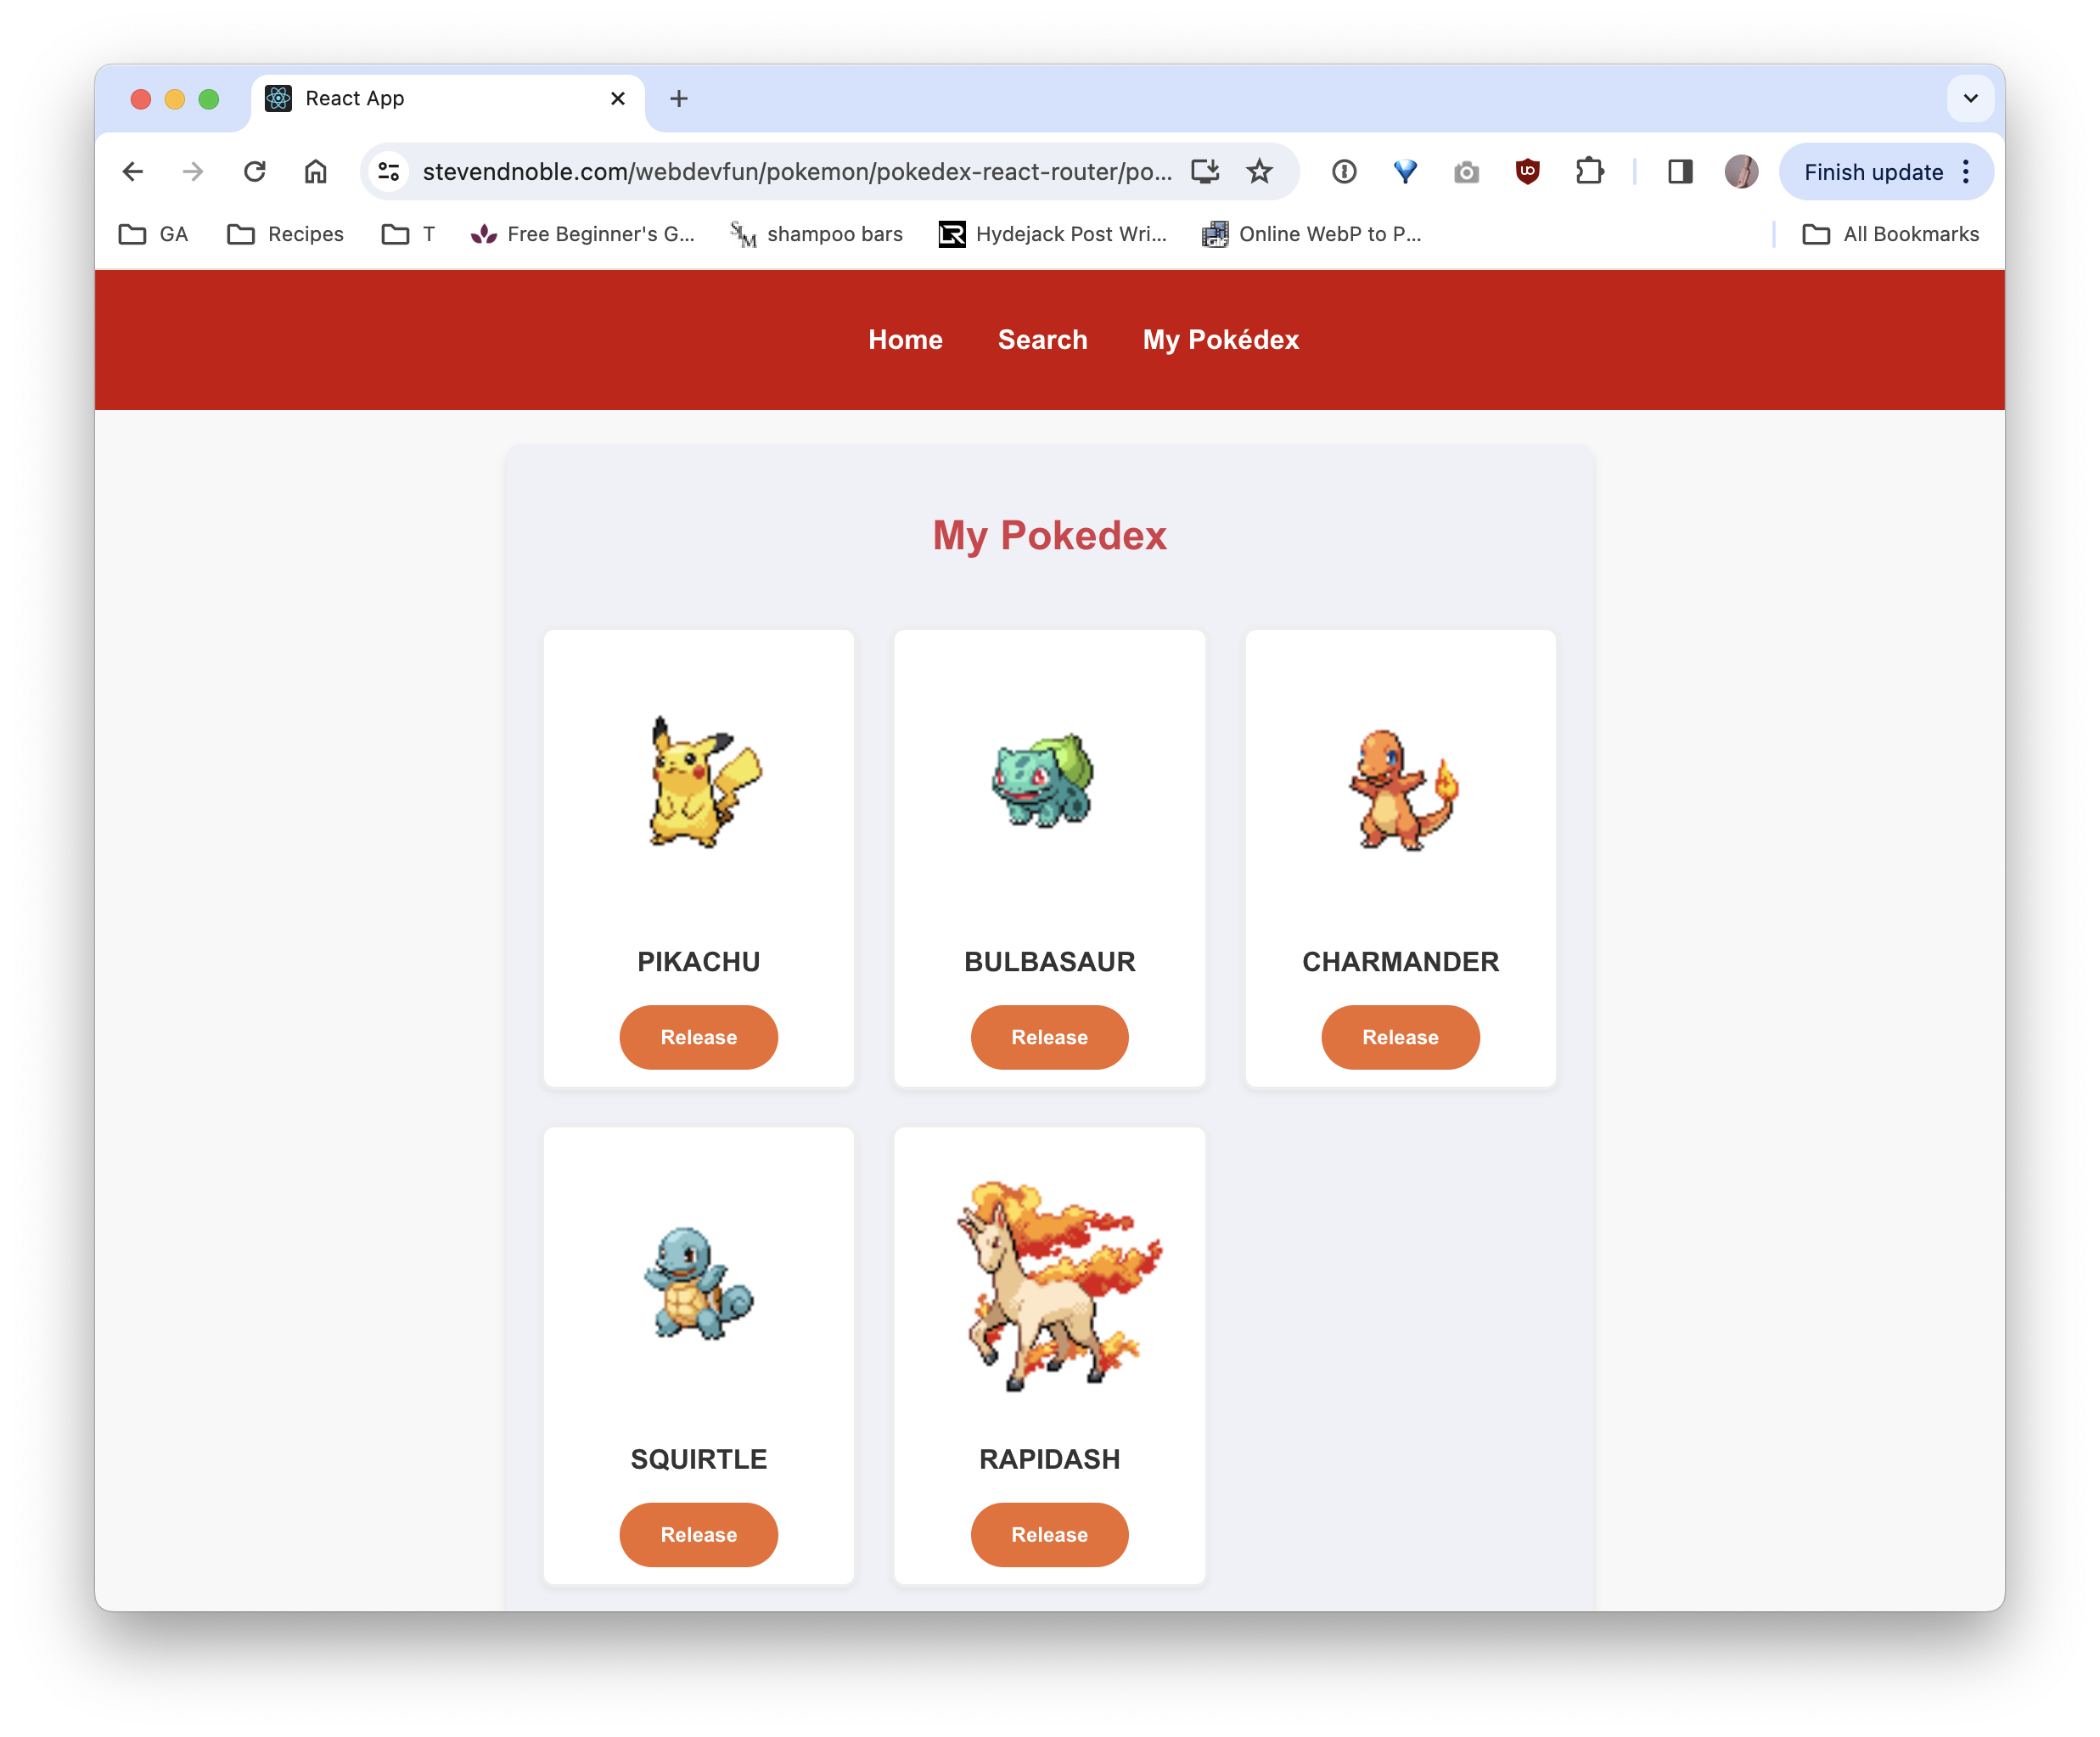 React App
stevendnoble.com/webdevfun/pokemon/pokedex-react-router/po...
Finish update
GA
Recipes
T
Free Beginner's G...
SLM
shampoo bars
LR
Hydejack Post Wri...
Online WebP to P...
All Bookmarks
Home Search My Pokédex
My Pokedex
PIKACHU BULBASAUR CHARMANDER
Release Release Release
SQUIRTLE RAPIDASH
Release Release